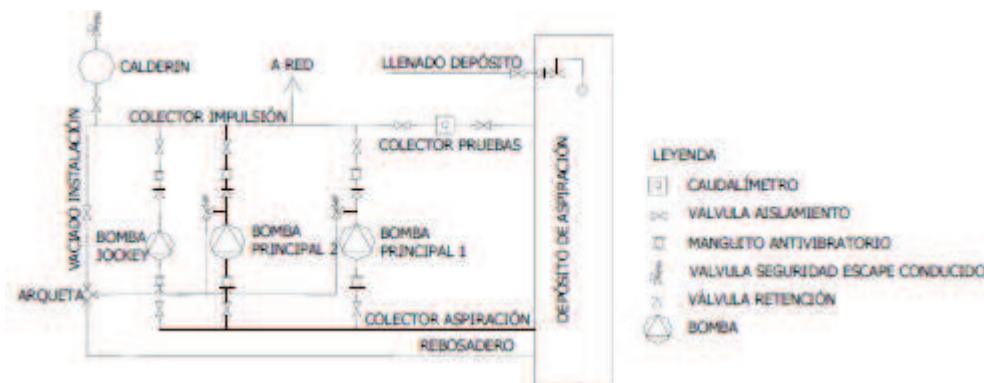 CALDERIN
A RED
LLENADO DEPÓSITO
COLECTOR IMPULSIÓN
COLECTOR PRUEBAS
VACIADO INSTALACIÓN
DEPÓSITO DE ASPIRACIÓN
BOMBA
JOCKEY
BOMBA
PRINCIPAL 2
BOMBA
PRINCIPAL 1
ARQUETA
COLECTOR ASPIRACIÓN
REBOSADERO
LEYENDA
CAUDALÍMETRO
VÁLVULA AISLAMIENTO
MANGUITO ANTIVIBRATORIO
VALVULA SEGURIDAD ESCAPE CONDUCIDO
VÁLVULA RETENCIÓN
BOMBA